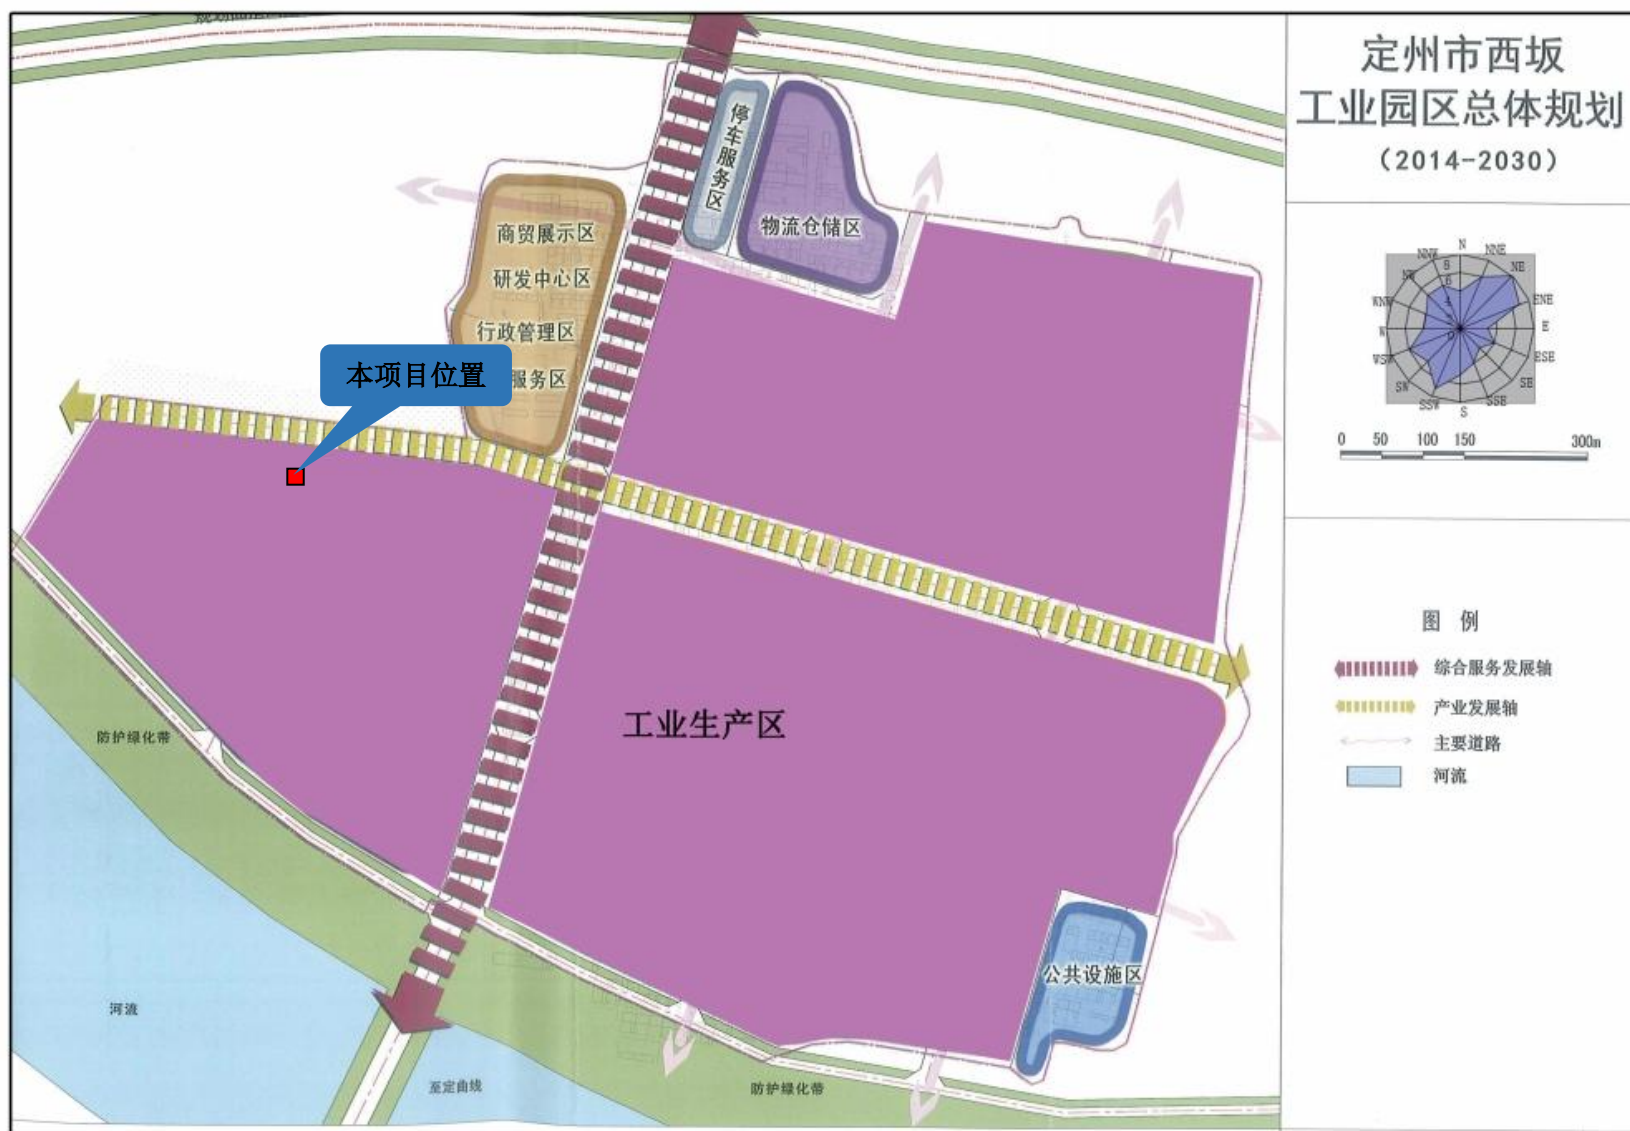 定州市西坂
工业园区总体规划
（2014-2030）
停车服务区
物流仓储区
商贸展示区
研发中心区
行政管理区
服务区
本项目位置
工业生产区
公共设施区
防护绿化带
河流
至定曲线
防护绿化带
N
NNE
NE
ENE
E
ESE
SE
SSE
S
SSW
SW
WSW
W
NNW
0 50 100 150 300m
图 例
综合服务发展轴
产业发展轴
主要道路
河流